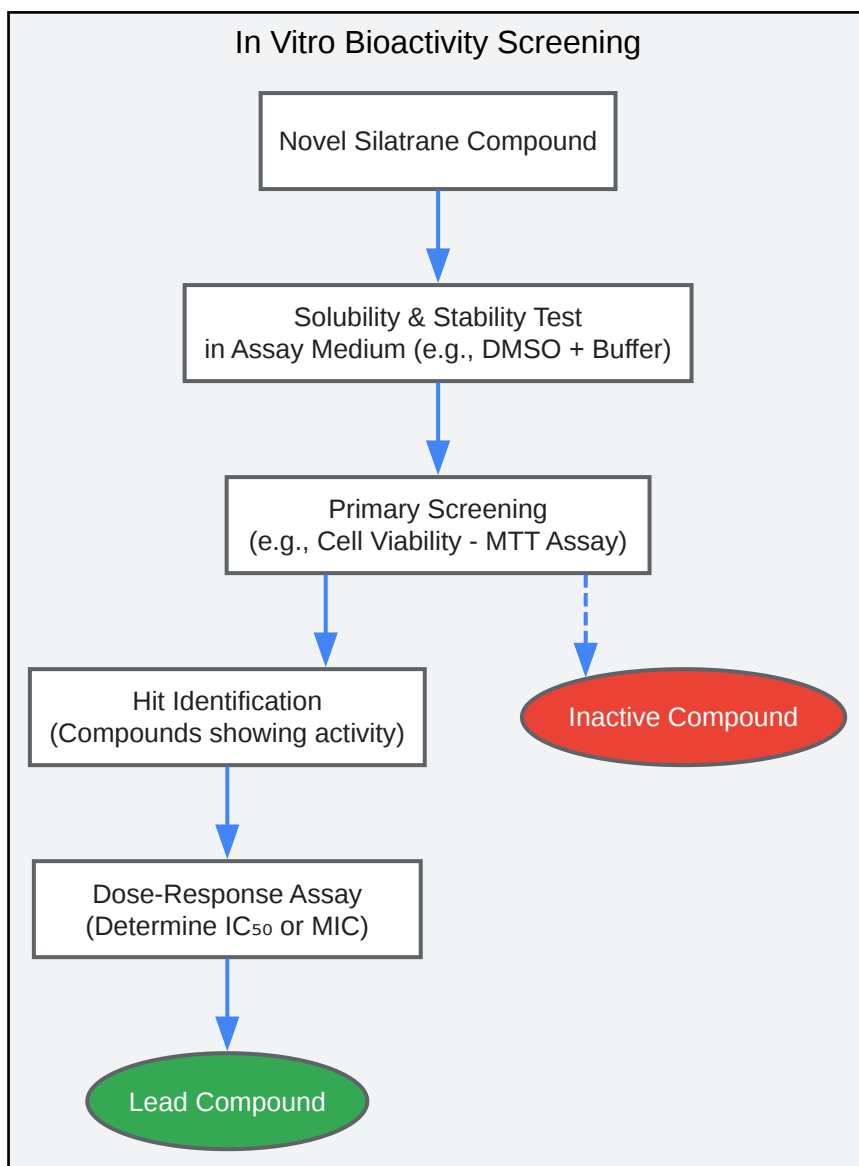 In Vitro Bioactivity Screening
Novel Silatrane Compound
Solubility & Stability Test
in Assay Medium (e.g., DMSO + Buffer)
Primary Screening
(e.g., Cell Viability - MTT Assay)
Hit Identification
(Compounds showing activity)
Inactive Compound
Dose-Response Assay
(Determine IC₅₀ or MIC)
Lead Compound